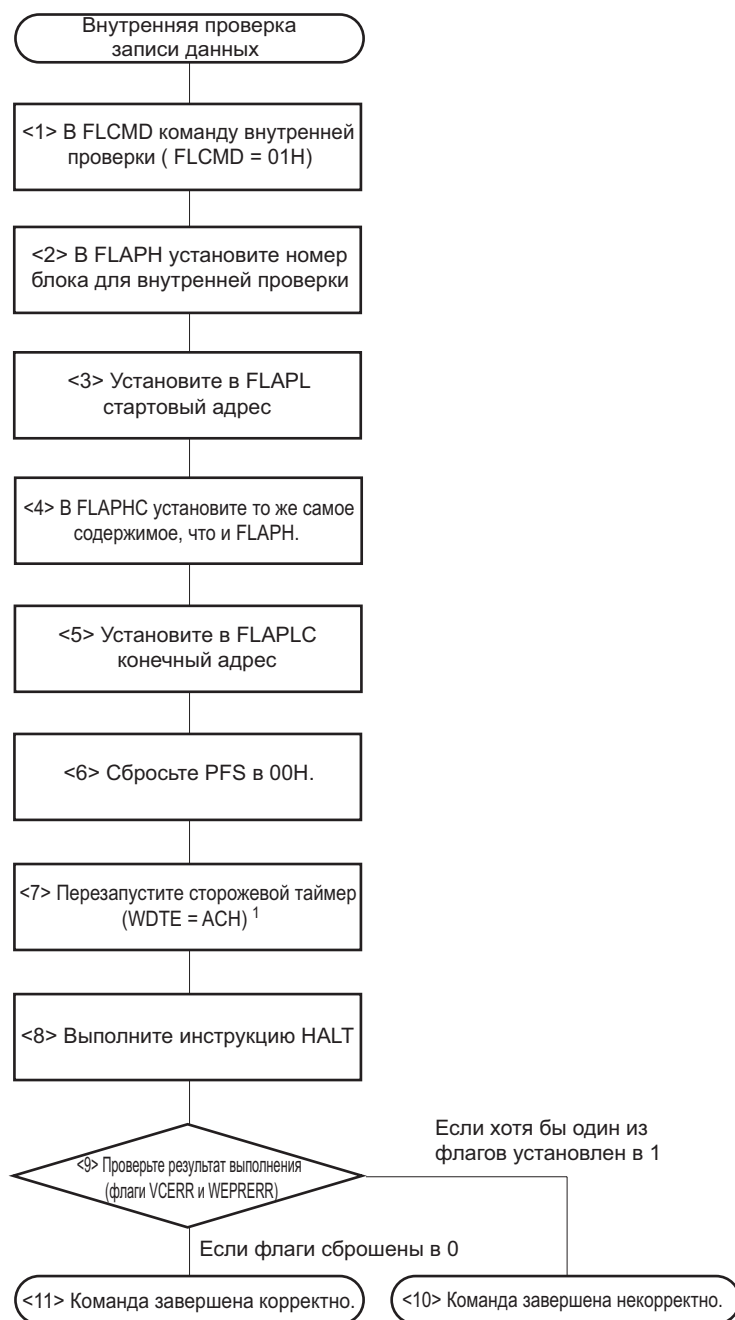 Внутренняя проверка
записи данных
<1> В FLCMD команду внутренней
проверки ( FLCMD = 01H)
<2> В FLAPH установите номер
блока для внутренней проверки
<3> Установите в FLAPL
стартовый адрес
<4> В FLAPHC установите то же самое
содержимое, что и FLAPH.
<5> Установите в FLAPLC
конечный адрес
<6> Сбросьте PFS в 00H.
<7> Перезапустите сторожевой таймер
(WDTE = ACH) 1
<8> Выполните инструкцию HALT
Если хотя бы один из
флагов установлен в 1
<9> Проверьте результат выполнения
(флаги VCERR и WEPRERR)
Если флаги сброшены в 0
<11> Команда завершена корректно.
<10> Команда завершена некорректно.